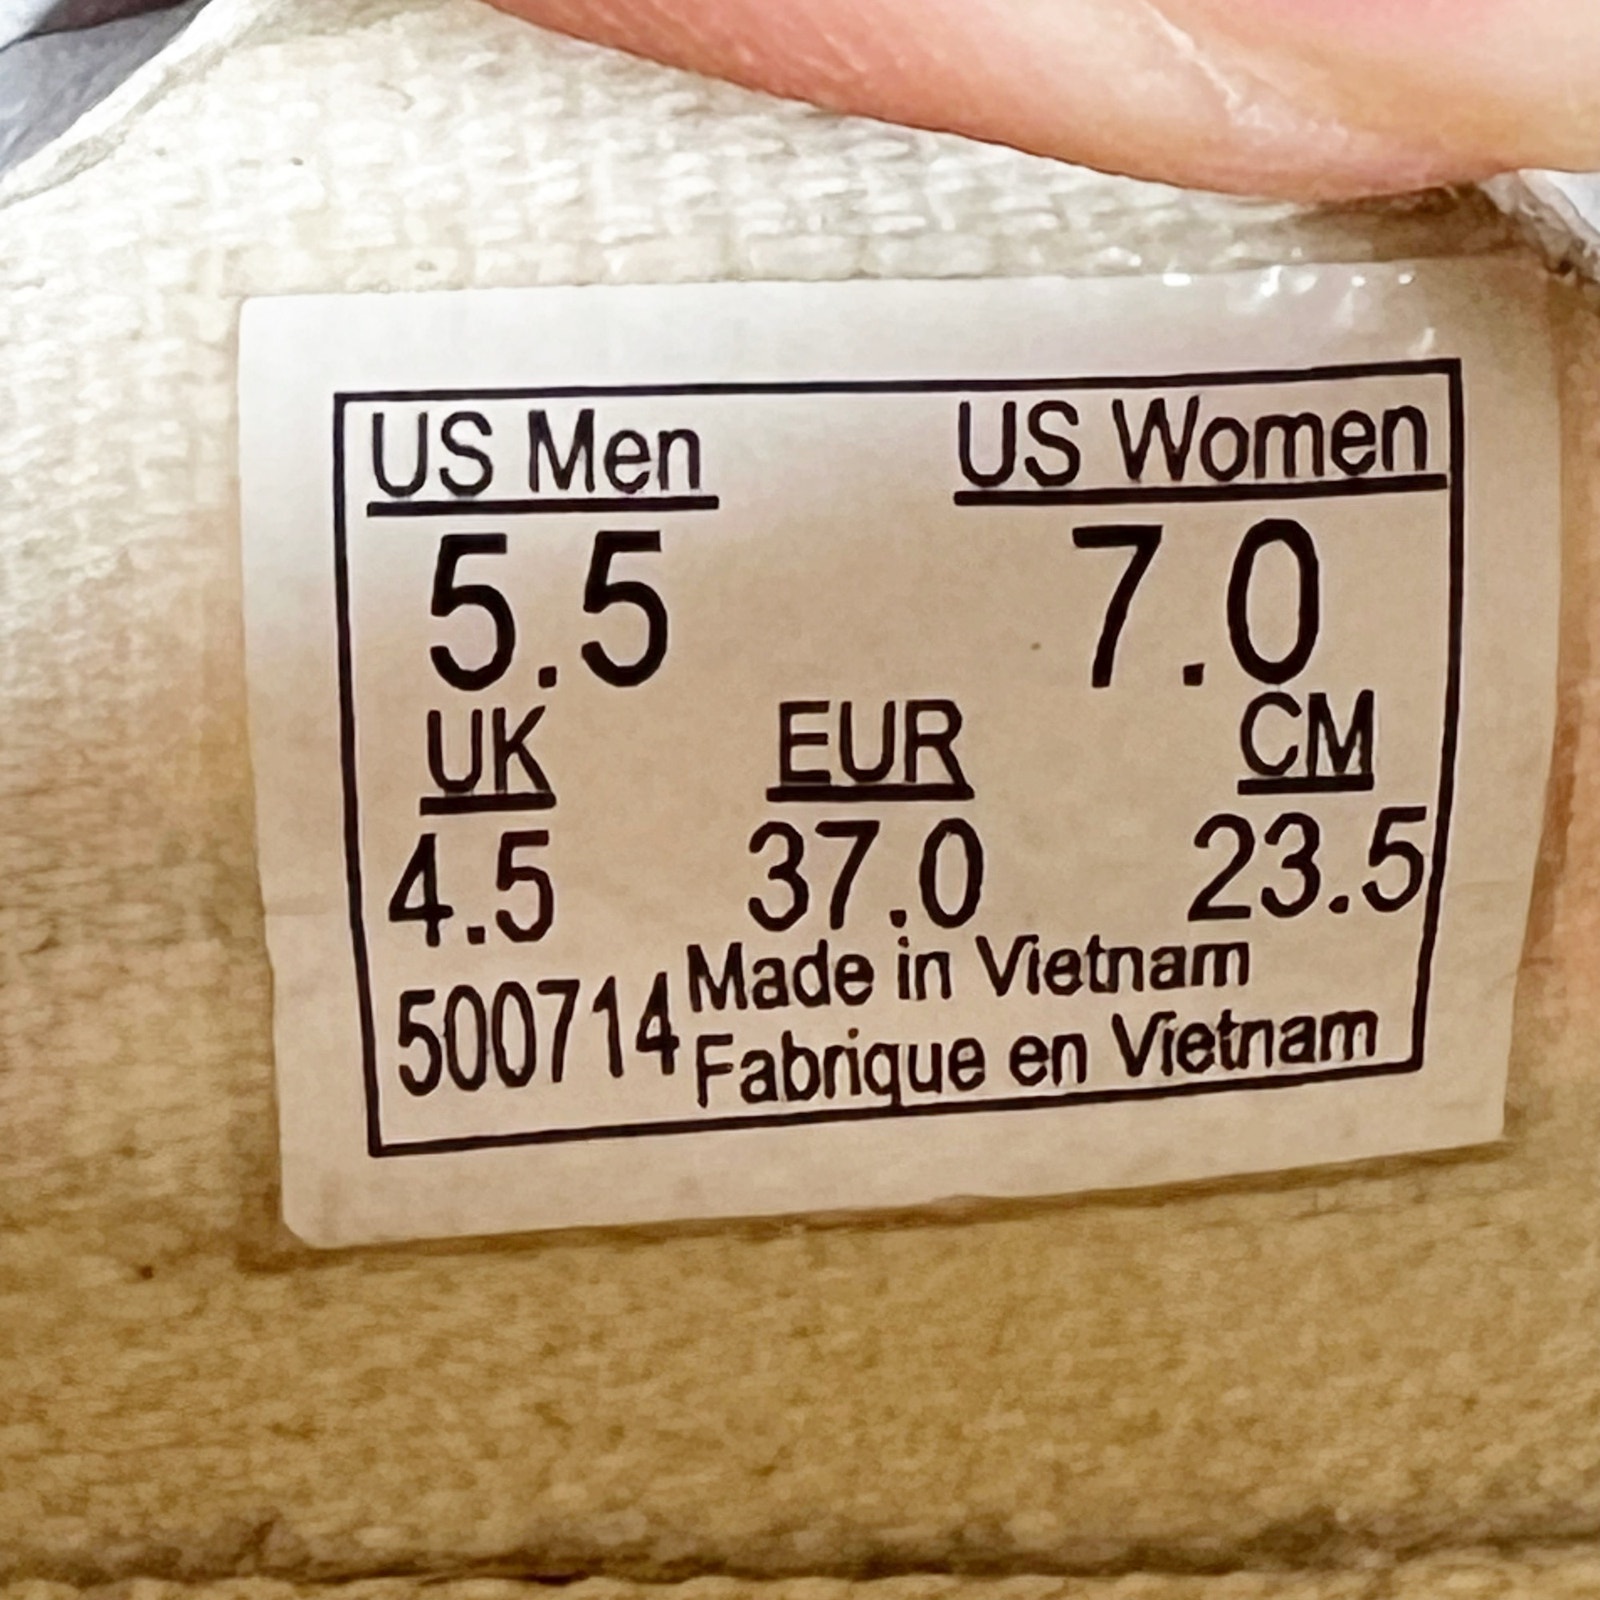 US Men US Women
5.5 7.0
UK EUR CM
4.5 37.0 23.5
500714 Made in Vietnam
Fabrique en Vietnam